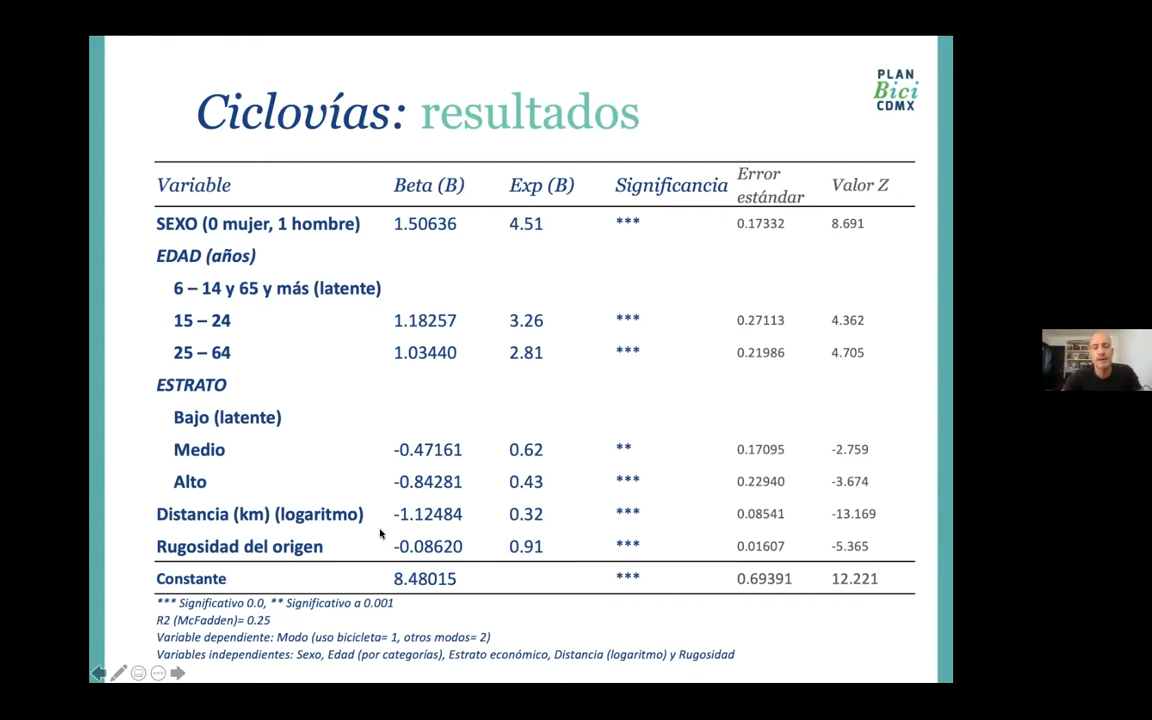 PLAN
Bici
CDMX
Ciclovías: resultados
Variable Beta (B) Exp (B) Significancia Error estándar Valor Z
SEXO (0 mujer, 1 hombre) 1.50636 4.51 *** 0.17332 8.691
EDAD (años)
6 – 14 y 65 y más (latente)
15 – 24 1.18257 3.26 *** 0.27113 4.362
25 – 64 1.03440 2.81 *** 0.21986 4.705
ESTRATO
Bajo (latente)
Medio -0.47161 0.62 ** 0.17095 -2.759
Alto -0.84281 0.43 *** 0.22940 -3.674
Distancia (km) (logaritmo) -1.12484 0.32 *** 0.08541 -13.169
Rugosidad del origen -0.08620 0.91 *** 0.01607 -5.365
Constante 8.48015 *** 0.69391 12.221
*** Significativo 0.0, ** Significativo a 0.001
R2 (McFadden)= 0.25
Variable dependiente: Modo (uso bicicleta= 1, otros modos= 2)
Variables independientes: Sexo, Edad (por categorías), Estrato económico, Distancia (logaritmo) y Rugosidad